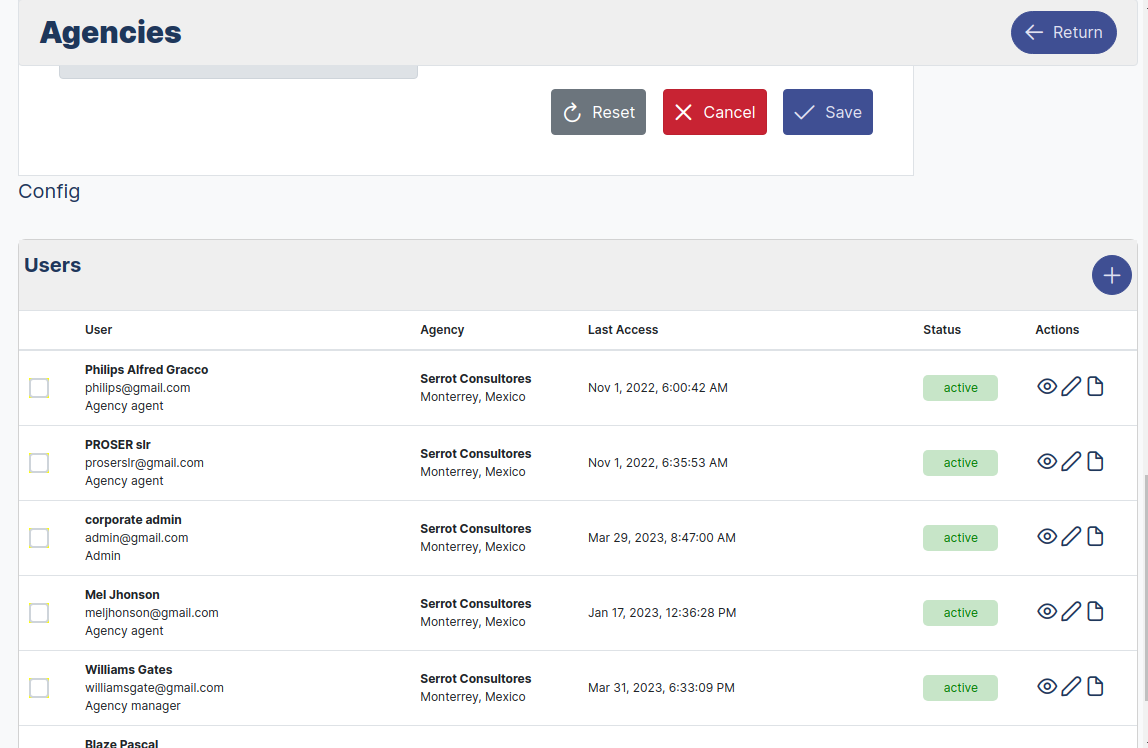 Agencies
Return
Reset
Cancel
Save
Config
Users
User Agency Last Access Status Actions
Philips Alfred Gracco
philips@gmail.com
Agency agent
Serrot Consultores
Monterrey, Mexico
Nov 1, 2022, 6:00:42 AM
active
PROSER slr
proserslr@gmail.com
Agency agent
Serrot Consultores
Monterrey, Mexico
Nov 1, 2022, 6:35:53 AM
active
corporate admin
admin@gmail.com
Admin
Serrot Consultores
Monterrey, Mexico
Mar 29, 2023, 8:47:00 AM
active
Mel Jhonson
meljhonson@gmail.com
Agency agent
Serrot Consultores
Monterrey, Mexico
Jan 17, 2023, 12:36:28 PM
active
Williams Gates
williamsgate@gmail.com
Agency manager
Serrot Consultores
Monterrey, Mexico
Mar 31, 2023, 6:33:09 PM
active
Blaze Pascal